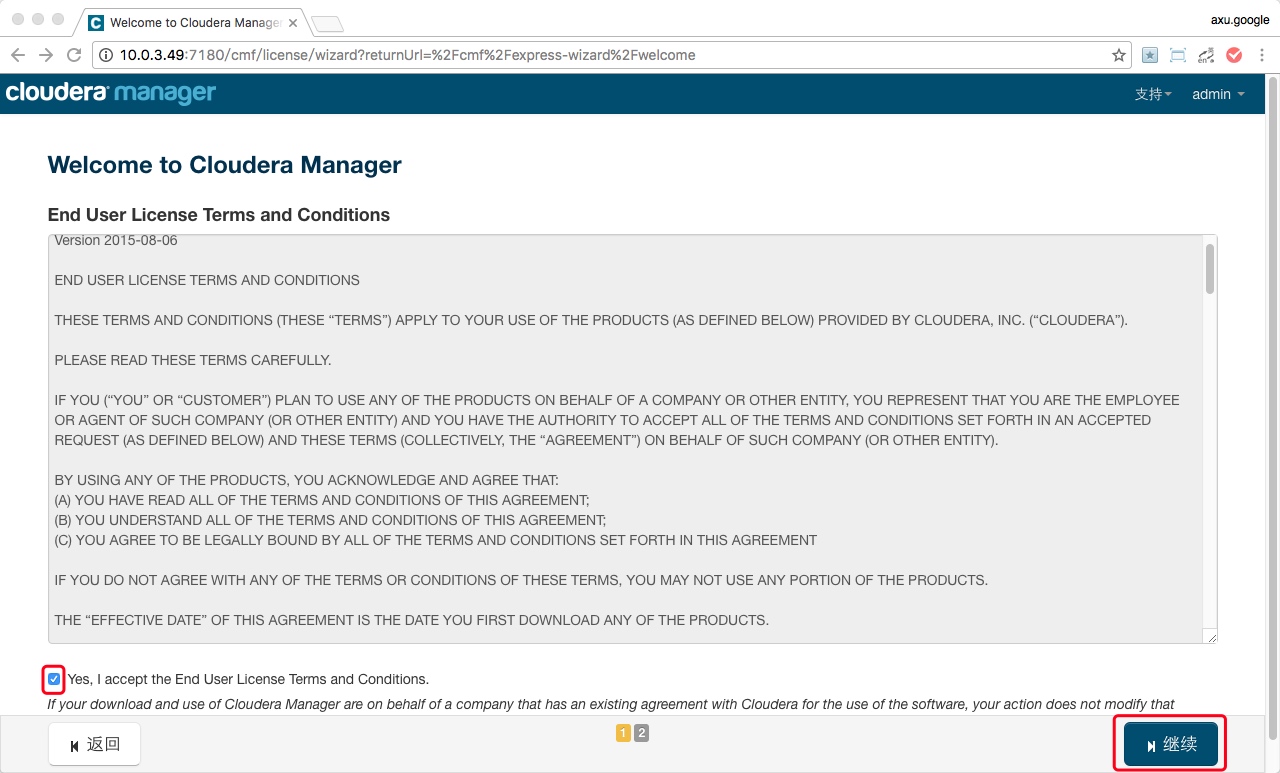 Welcome to Cloudera Manage
axu.google
10.0.3.49:7180/cmf/license/wizard?returnUrl=%2Fcmf%2Fexpress-wizard%2Fwelcome
cloudera manager
支持
admin
Welcome to Cloudera Manager
End User License Terms and Conditions
Version 2015-08-06
END USER LICENSE TERMS AND CONDITIONS
THESE TERMS AND CONDITIONS (THESE “TERMS”) APPLY TO YOUR USE OF THE PRODUCTS (AS DEFINED BELOW) PROVIDED BY CLOUDERA, INC. (“CLOUDERA”).
PLEASE READ THESE TERMS CAREFULLY.
IF YOU (“YOU” OR “CUSTOMER”) PLAN TO USE ANY OF THE PRODUCTS ON BEHALF OF A COMPANY OR OTHER ENTITY, YOU REPRESENT THAT YOU ARE THE EMPLOYEE
OR AGENT OF SUCH COMPANY (OR OTHER ENTITY) AND YOU HAVE THE AUTHORITY TO ACCEPT ALL OF THE TERMS AND CONDITIONS SET FORTH IN AN ACCEPTED
REQUEST (AS DEFINED BELOW) AND THESE TERMS (COLLECTIVELY, THE “AGREEMENT”) ON BEHALF OF SUCH COMPANY (OR OTHER ENTITY).
BY USING ANY OF THE PRODUCTS, YOU ACKNOWLEDGE AND AGREE THAT:
(A) YOU HAVE READ ALL OF THE TERMS AND CONDITIONS OF THIS AGREEMENT;
(B) YOU UNDERSTAND ALL OF THE TERMS AND CONDITIONS OF THIS AGREEMENT;
(C) YOU AGREE TO BE LEGALLY BOUND BY ALL OF THE TERMS AND CONDITIONS SET FORTH IN THIS AGREEMENT
IF YOU DO NOT AGREE WITH ANY OF THE TERMS OR CONDITIONS OF THESE TERMS, YOU MAY NOT USE ANY PORTION OF THE PRODUCTS.
THE “EFFECTIVE DATE” OF THIS AGREEMENT IS THE DATE YOU FIRST DOWNLOAD ANY OF THE PRODUCTS.
Yes, I accept the End User License Terms and Conditions.
If your download and use of Cloudera Manager are on behalf of a company that has an existing agreement with Cloudera for the use of the software, your action does not modify that
返回
1 2
继续